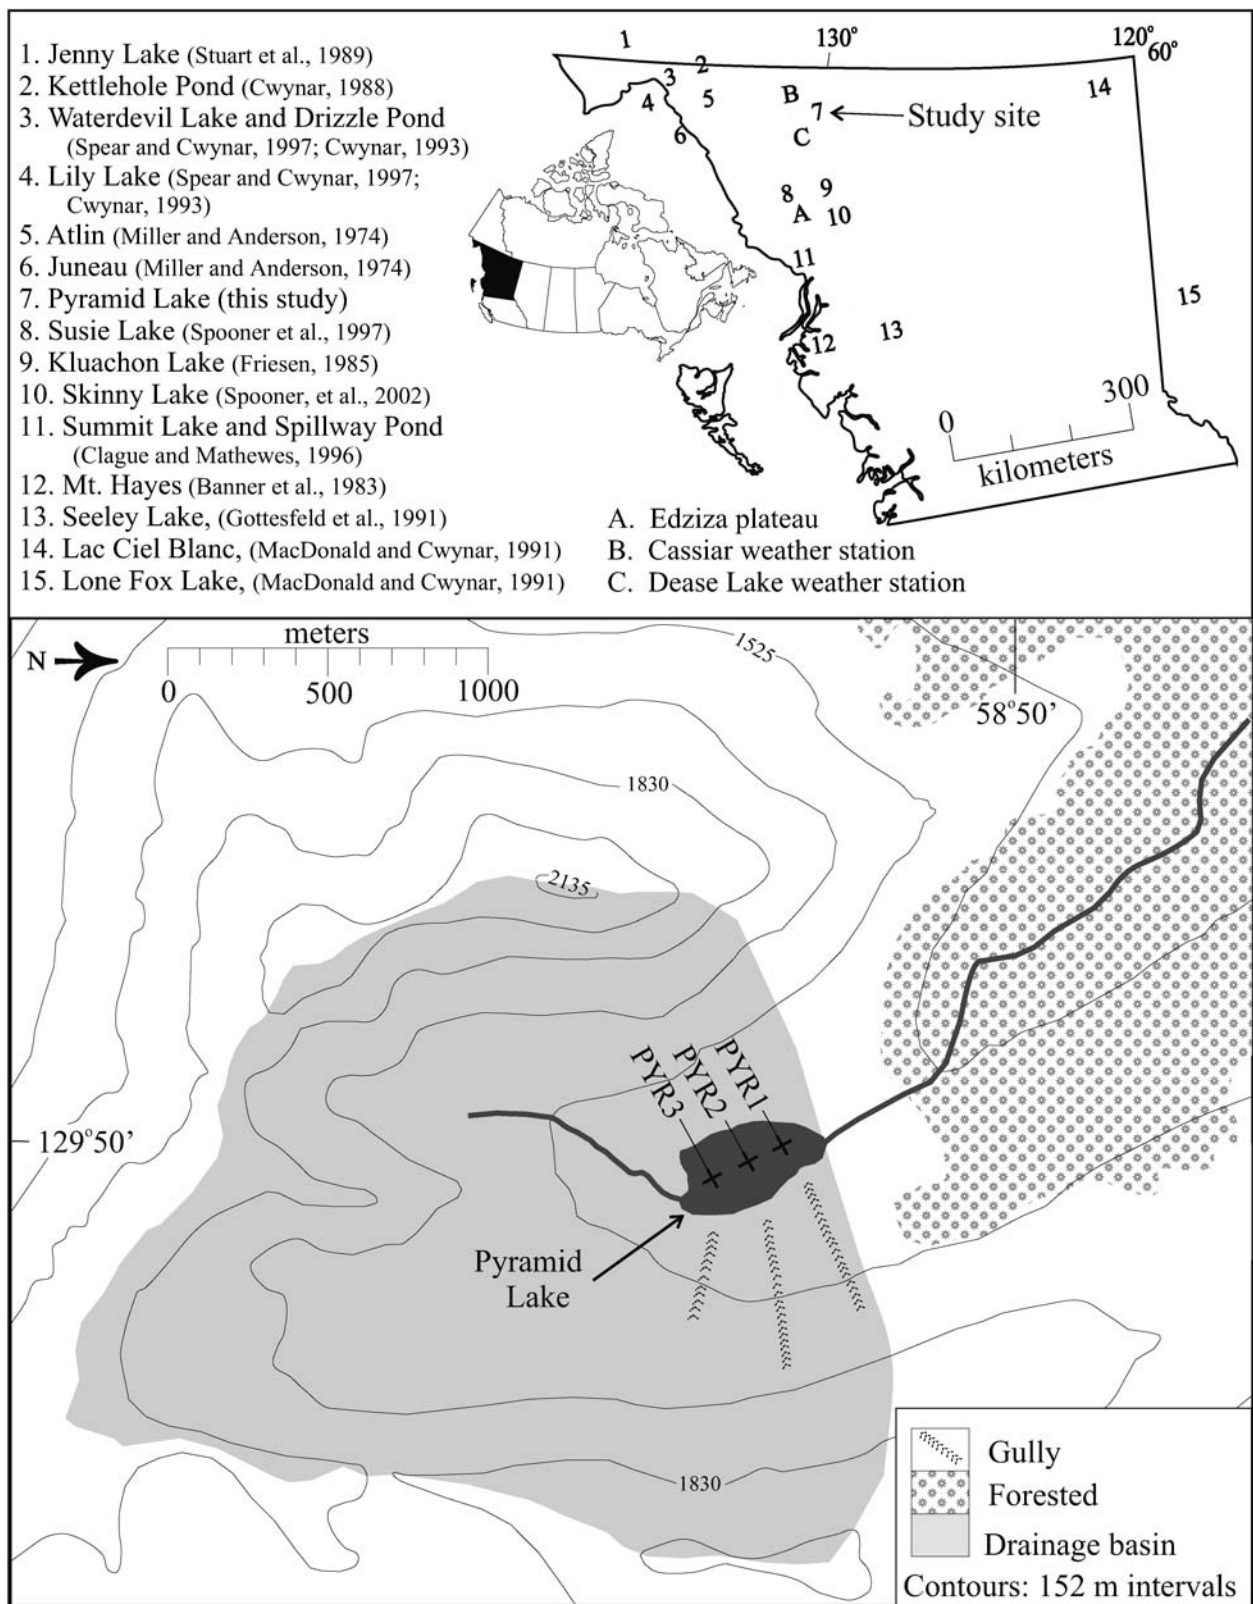 1. Jenny Lake (Stuart et al., 1989)
2. Kettlehole Pond (Cwynar, 1988)
3. Waterdevil Lake and Drizzle Pond
(Spear and Cwynar, 1997; Cwynar, 1993)
4. Lily Lake (Spear and Cwynar, 1997;
Cwynar, 1993)
5. Atlin (Miller and Anderson, 1974)
6. Juneau (Miller and Anderson, 1974)
7. Pyramid Lake (this study)
8. Susie Lake (Spooner et al., 1997)
9. Kluachon Lake (Friesen, 1985)
10. Skinny Lake (Spooner, et al., 2002)
11. Summit Lake and Spillway Pond
(Clague and Mathewes, 1996)
12. Mt. Hayes (Banner et al., 1983)
13. Seeley Lake, (Gottesfeld et al., 1991)
14. Lac Ciel Blanc, (MacDonald and Cwynar, 1991)
15. Lone Fox Lake, (MacDonald and Cwynar, 1991)
1
130°
120°
60°
2
3
4
5
B
7
Study site
14
6
C
8
9
A
10
11
15
12
13
0
300
kilometers
A. Edziza plateau
B. Cassiar weather station
C. Dease Lake weather station
N
meters
0
500
1000
1525
58°50’
1830
2135
PYR1
PYR2
PYR3
129°50’
Pyramid
Lake
1830
Gully
Forested
Drainage basin
Contours: 152 m intervals